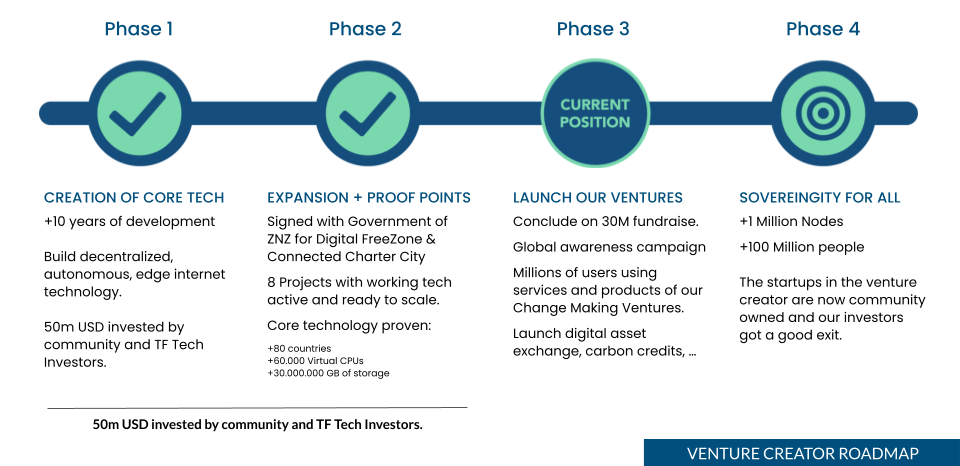 Phase 1
CREATION OF CORE TECH
+10 years of development
Build decentralized,
autonomous, edge internet
technology.
50m USD invested by
community and TF Tech
Investors.
Phase 2
EXPANSION + PROOF POINTS
Signed with Government of
ZNZ for Digital FreeZone &
Connected Charter City
8 Projects with working tech
active and ready to scale.
Core technology proven:
+80 countries
+60.000 Virtual CPUs
+30.000.000 GB of storage
50m USD invested by community and TF Tech Investors.
Phase 3
CURRENT
POSITION
LAUNCH OUR VENTURES
Conclude on 30M fundraise.
Global awareness campaign
Millions of users using
services and products of our
Change Making Ventures.
Launch digital asset
exchange, carbon credits, ...
Phase 4
SOVEREINGITY FOR ALL
+1 Million Nodes
+100 Million people
The startups in the venture
creator are now community
owned and our investors
got a good exit.
VENTURE CREATOR ROADMAP